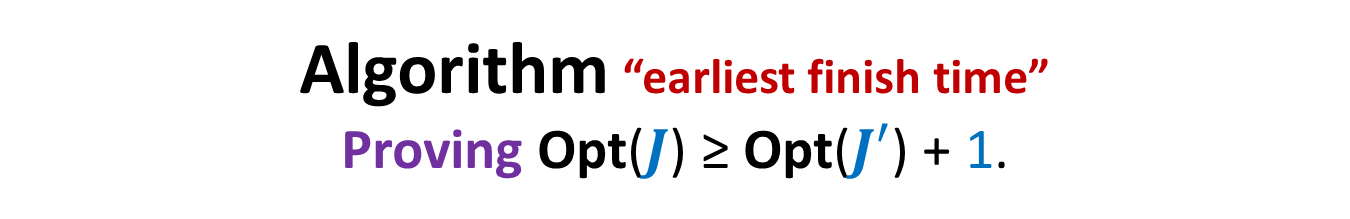 Algorithm “earliest finish time”
Proving Opt(J) ≥ Opt(J′) + 1.